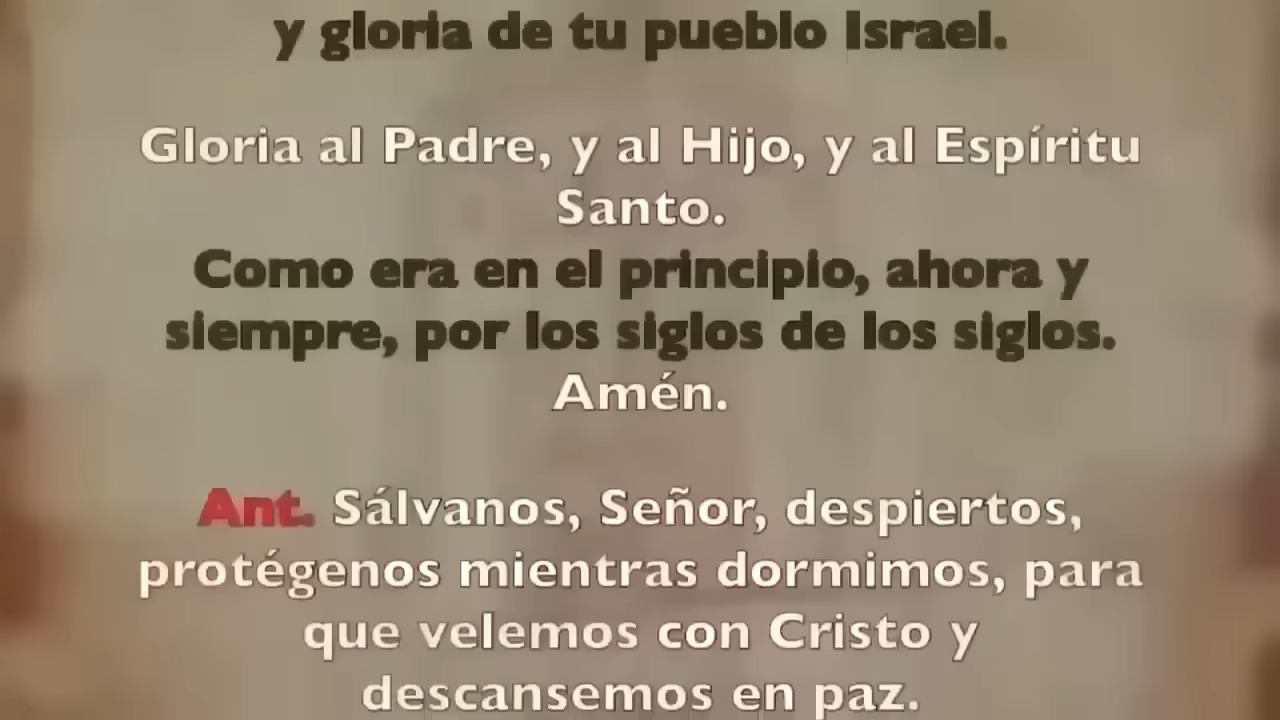 y gloria de tu pueblo Israel.
Gloria al Padre, y al Hijo, y al Espíritu
Santo.
Como era en el principio, ahora y
siempre, por los siglos de los siglos.
Amén.
Ant. Sálvanos, Señor, despiertos,
protégenos mientras dormimos, para
que velemos con Cristo y
descansemos en paz.